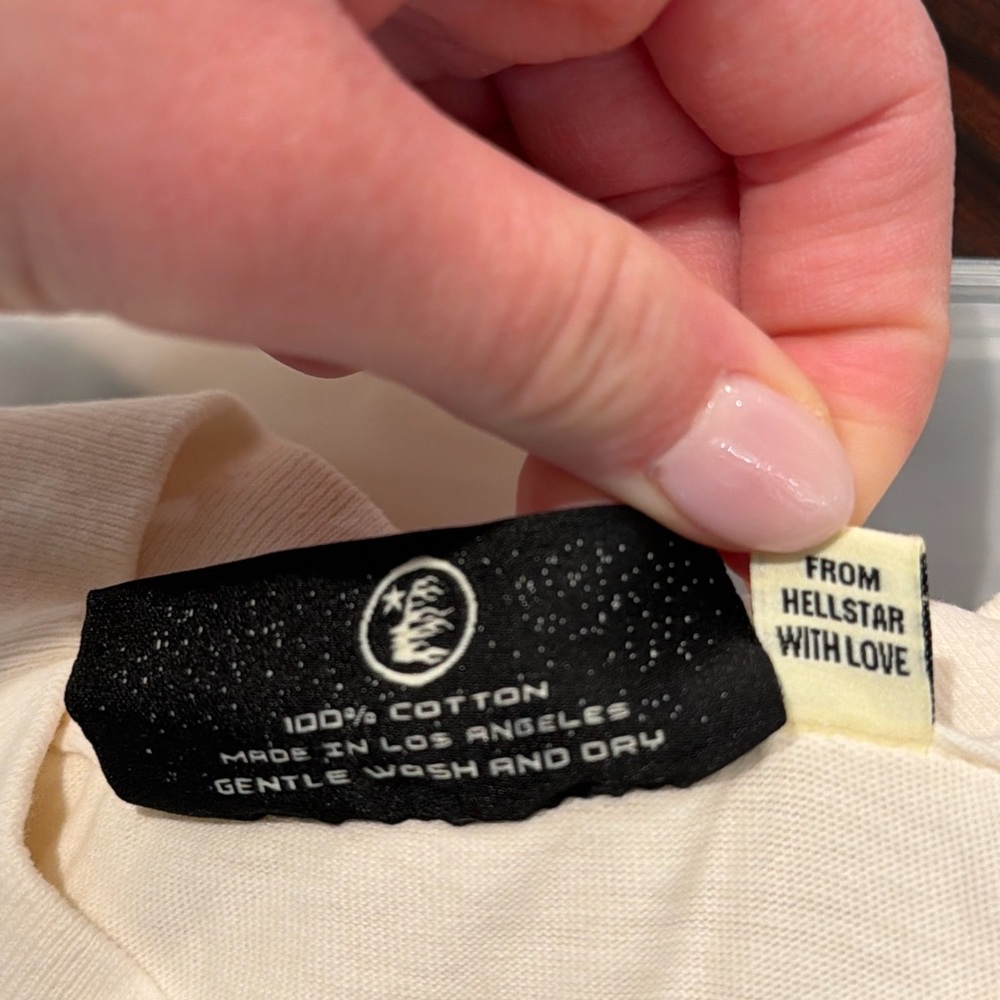 100% COTTON
MADE IN LOS ANGELES
GENTLE WASH AND DRY
FROM
HELLSTAR
WITH LOVE